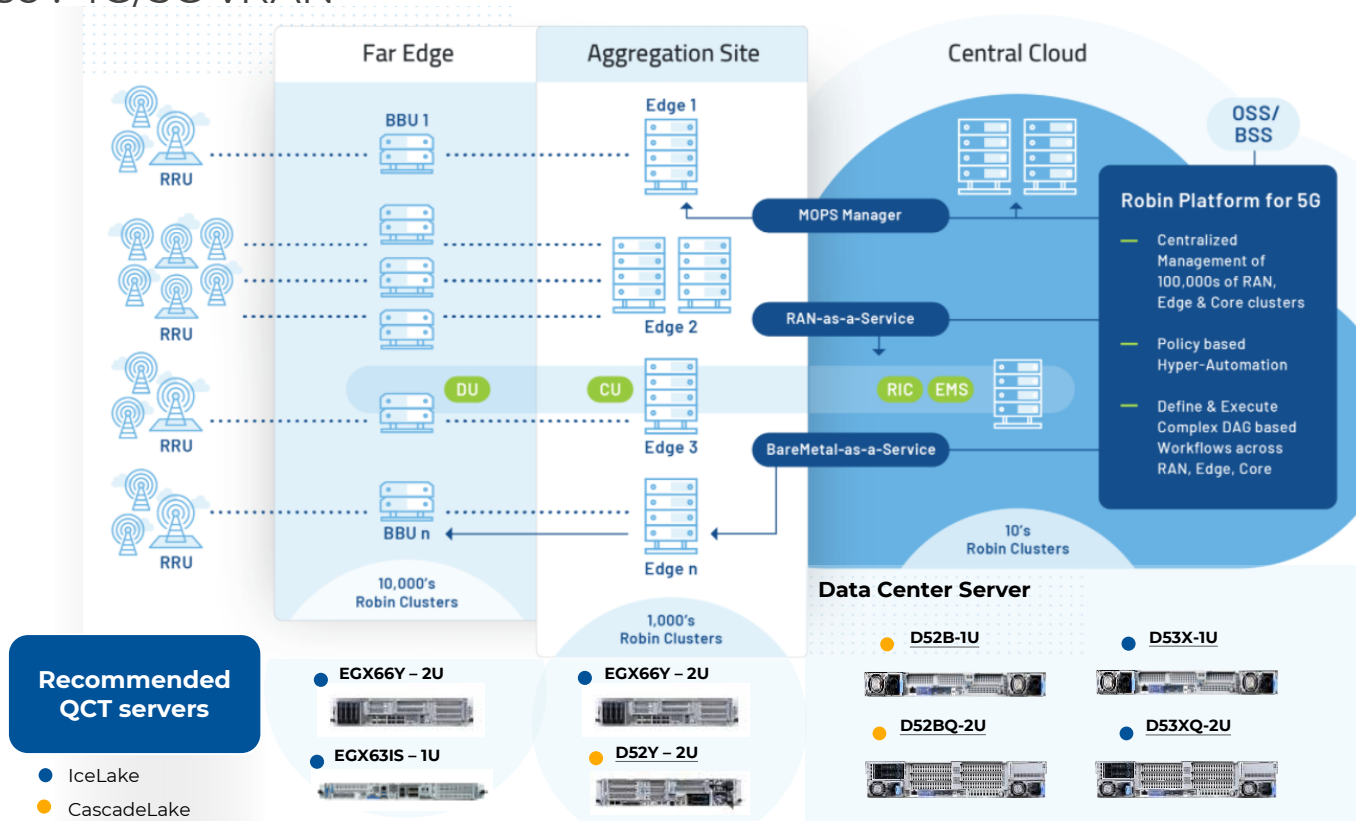 4G/5G vRAN
Far Edge
Aggregation Site
Central Cloud
OSS/
BSS
BBU 1
Edge 1
RRU
MOPS Manager
Robin Platform for 5G
— Centralized
Management of
100,000s of RAN,
Edge & Core clusters
— Policy based
Hyper-Automation
— Define & Execute
Complex DAG based
Workflows across
RAN, Edge, Core
RRU
Edge 2
RAN-as-a-Service
DU
CU
RIC
EMS
RRU
Edge 3
BareMetal-as-a-Service
BBU n
Edge n
RRU
10,000's
Robin Clusters
1,000's
Robin Clusters
10's
Robin Clusters
Data Center Server
Recommended
QCT servers
IceLake
CascadeLake
EGX66Y – 2U
EGX63IS – 1U
EGX66Y – 2U
D52Y – 2U
D52B-1U
D53X-1U
D52BQ-2U
D53XQ-2U